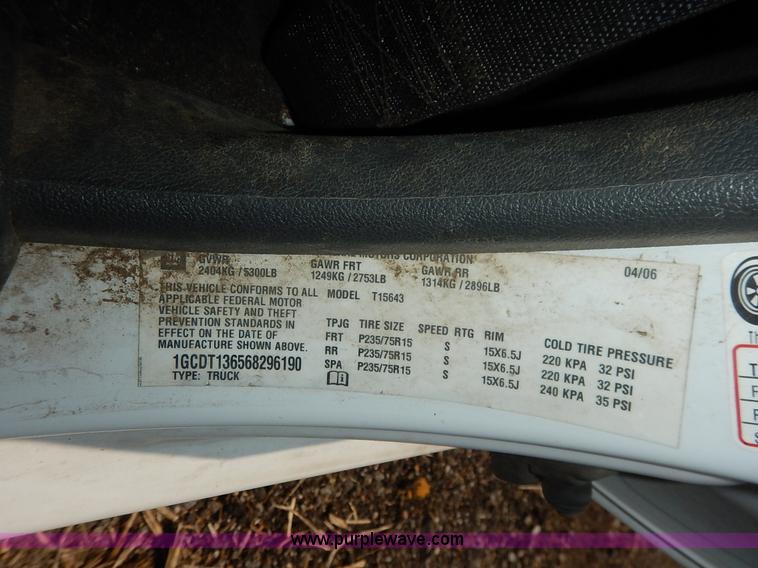 MOTORS CORPORATION
GVWR GAWR FRT GAWR RR 04/06
2404KG / 5300LB 1249KG / 2753LB 1314KG / 2896LB
THIS VEHICLE CONFORMS TO ALL MODEL T15643
APPLICABLE FEDERAL MOTOR
VEHICLE SAFETY AND THEFT
PREVENTION STANDARDS IN
EFFECT ON THE DATE OF
MANUFACTURE SHOWN ABOVE.
1GCDT136568296190
TYPE: TRUCK
TPJG TIRE SIZE SPEED RTG RIM COLD TIRE PRESSURE
FRT P235/75R15 S 15X6.5J 220 KPA 32 PSI
RR P235/75R15 S 15X6.5J 220 KPA 32 PSI
SPA P235/75R15 S 15X6.5J 240 KPA 35 PSI
www.purplewave.com